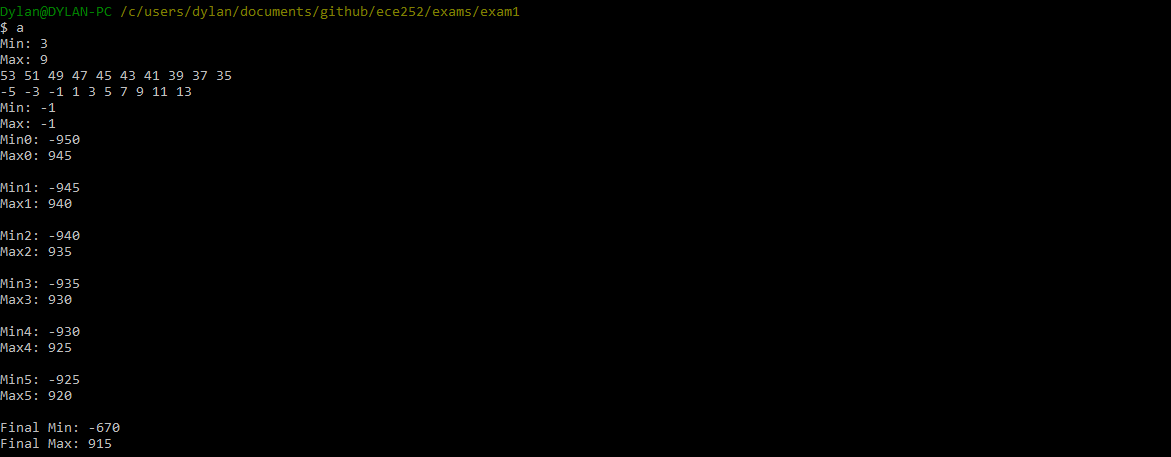 Dylan@DYLAN-PC /c/users/dylan/documents/github/ece252/exams/exam1
$ a
Min: 3
Max: 9
53 51 49 47 45 43 41 39 37 35
-5 -3 -1 1 3 5 7 9 11 13
Min: -1
Max: -1
Min0: -950
Max0: 945
Min1: -945
Max1: 940
Min2: -940
Max2: 935
Min3: -935
Max3: 930
Min4: -930
Max4: 925
Min5: -925
Max5: 920
Final Min: -670
Final Max: 915